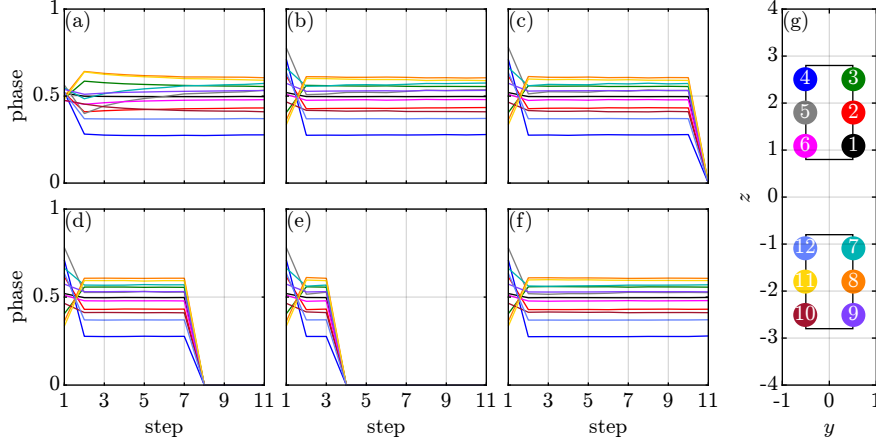 (a) (b) (c) (g)
1 1 4
phase 0.5 4 3
5 2
6 1
0 z
(d) (e) (f)
1 12 7
phase 0.5 11 8
10 9
0
1 3 5 7 9 11 1 3 5 7 9 11 1 3 5 7 9 11 -1 0 1
step step step y
4
3
2
1
0
-1
-2
-3
-4